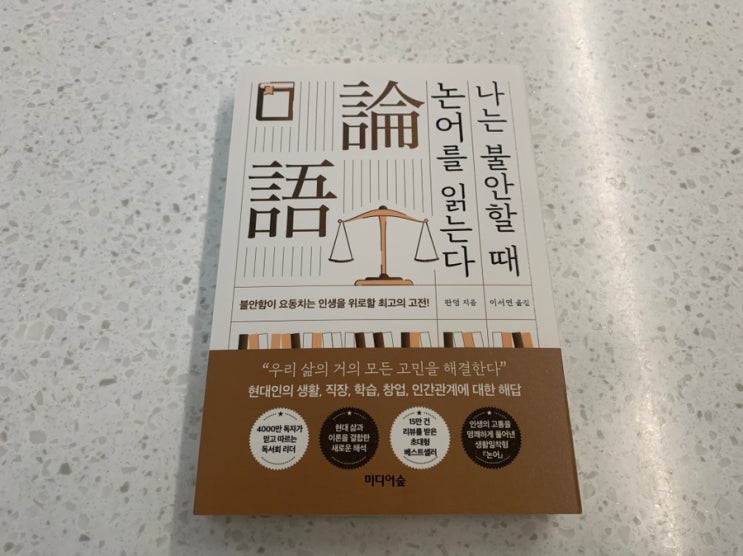 나는 불안할 때
논어를 읽는다
論
語
불안함이 요동치는 인생을 위로할 최고의 고전!
판덩 지음
이서연 옮김
“우리 삶의 거의 모든 고민을 해결한다”
현대인의 생활, 직장, 학습, 창업, 인간관계에 대한 해답
4000만 독자가
믿고 따르는
독서회 리더
현대 삶과
이론을 결합한
새로운 해석
15만 건
리뷰를 받은
초대형
베스트셀러
인생의 고통을
명쾌하게 풀어낸
생활밀착형
『논어』
미디어숲